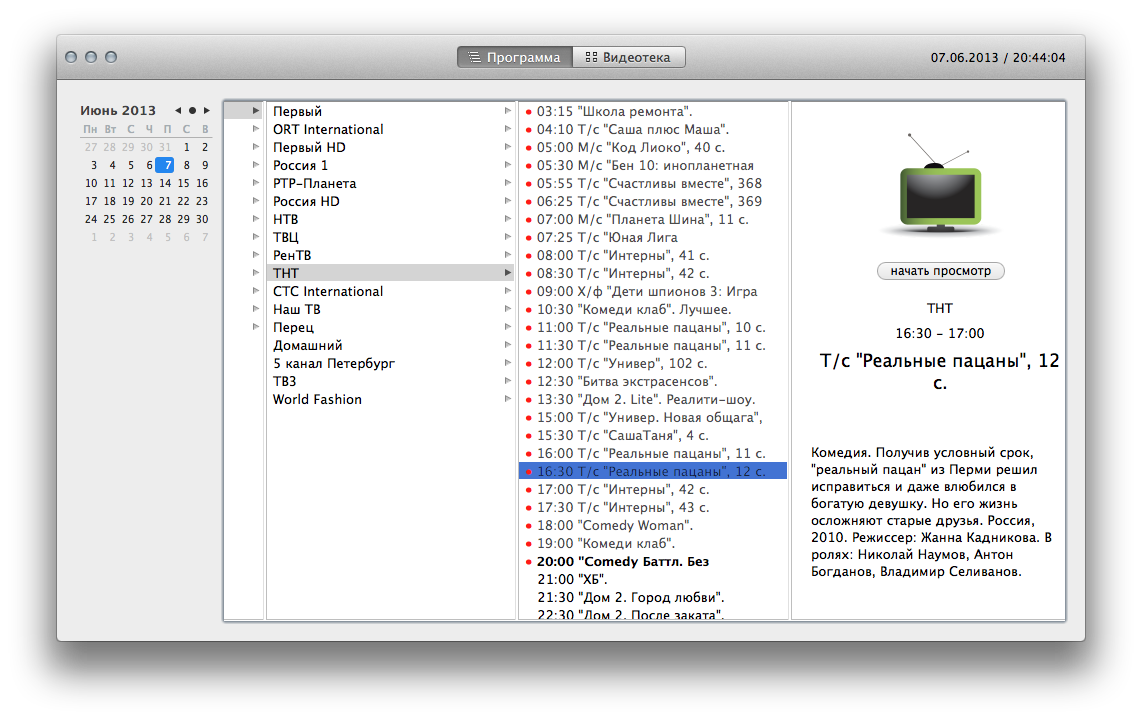 Программа
Видеотека
07.06.2013 / 20:44:04
Июнь 2013
Пн Вт С Ч П С В
27 28 29 30 31 1 2
3 4 5 6 7 8 9
10 11 12 13 14 15 16
17 18 19 20 21 22 23
24 25 26 27 28 29 30
1 2 3 4 5 6 7
Первый
ORT International
Первый HD
Россия 1
РТР-Планета
Россия HD
НТВ
ТВЦ
РенТВ
ТНТ
СТС International
Наш ТВ
Перец
Домашний
5 канал Петербург
ТВ3
World Fashion
03:15 "Школа ремонта".
04:10 Т/с "Саша плюс Маша".
05:00 М/с "Код Лиоко", 40 с.
05:30 М/с "Бен 10: инопланетная
05:55 Т/с "Счастливы вместе", 368
06:25 Т/с "Счастливы вместе", 369
07:00 М/с "Планета Шина", 11 с.
07:25 Т/с "Юная Лига
08:00 Т/с "Интерны", 41 с.
08:30 Т/с "Интерны", 42 с.
09:00 Х/ф "Дети шпионов 3: Игра
10:30 "Комеди клаб". Лучшее.
11:00 Т/с "Реальные пацаны", 10 с.
11:30 Т/с "Реальные пацаны", 11 с.
12:00 Т/с "Универ", 102 с.
12:30 "Битва экстрасенсов".
13:30 "Дом 2. Lite". Реалити-шоу.
15:00 Т/с "Универ. Новая общага",
15:30 Т/с "СашаТаня", 4 с.
16:00 Т/с "Реальные пацаны", 11 с.
16:30 Т/с "Реальные пацаны", 12 с.
17:00 Т/с "Интерны", 42 с.
17:30 Т/с "Интерны", 43 с.
18:00 "Comedy Woman".
19:00 "Комеди клаб".
20:00 "Comedy Баттл. Без
21:00 "ХБ".
21:30 "Дом 2. Город любви".
22:30 "Дом 2. После заката".
начать просмотр
ТНТ
16:30 - 17:00
Т/с "Реальные пацаны", 12
с.
Комедия. Получив условный срок,
"реальный пацан" из Перми решил
исправиться и даже влюбился в
богатую девушку. Но его жизнь
осложняют старые друзья. Россия,
2010. Режиссер: Жанна Кадникова. В
ролях: Николай Наумов, Антон
Богданов, Владимир Селиванов.